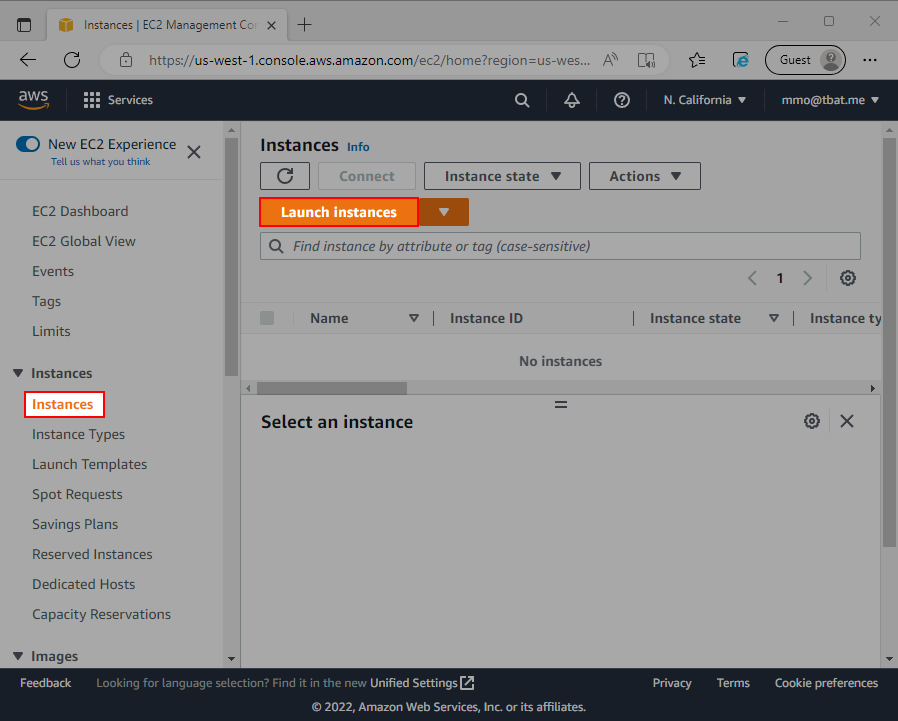 Instances | EC2 Management Co
https://us-west-1.console.aws.amazon.com/ec2/home?region=us-wes...
Guest
aws
Services
N. California
mmo@tbat.me
New EC2 Experience
Tell us what you think
EC2 Dashboard
EC2 Global View
Events
Tags
Limits
Instances
Instances
Instance Types
Launch Templates
Spot Requests
Savings Plans
Reserved Instances
Dedicated Hosts
Capacity Reservations
Images
Instances Info
Connect
Instance state
Actions
Launch instances
Find instance by attribute or tag (case-sensitive)
1
Name Instance ID Instance state Instance ty
No instances
Select an instance
Feedback Looking for language selection? Find it in the new Unified Settings Privacy Terms Cookie preferences
© 2022, Amazon Web Services, Inc. or its affiliates.